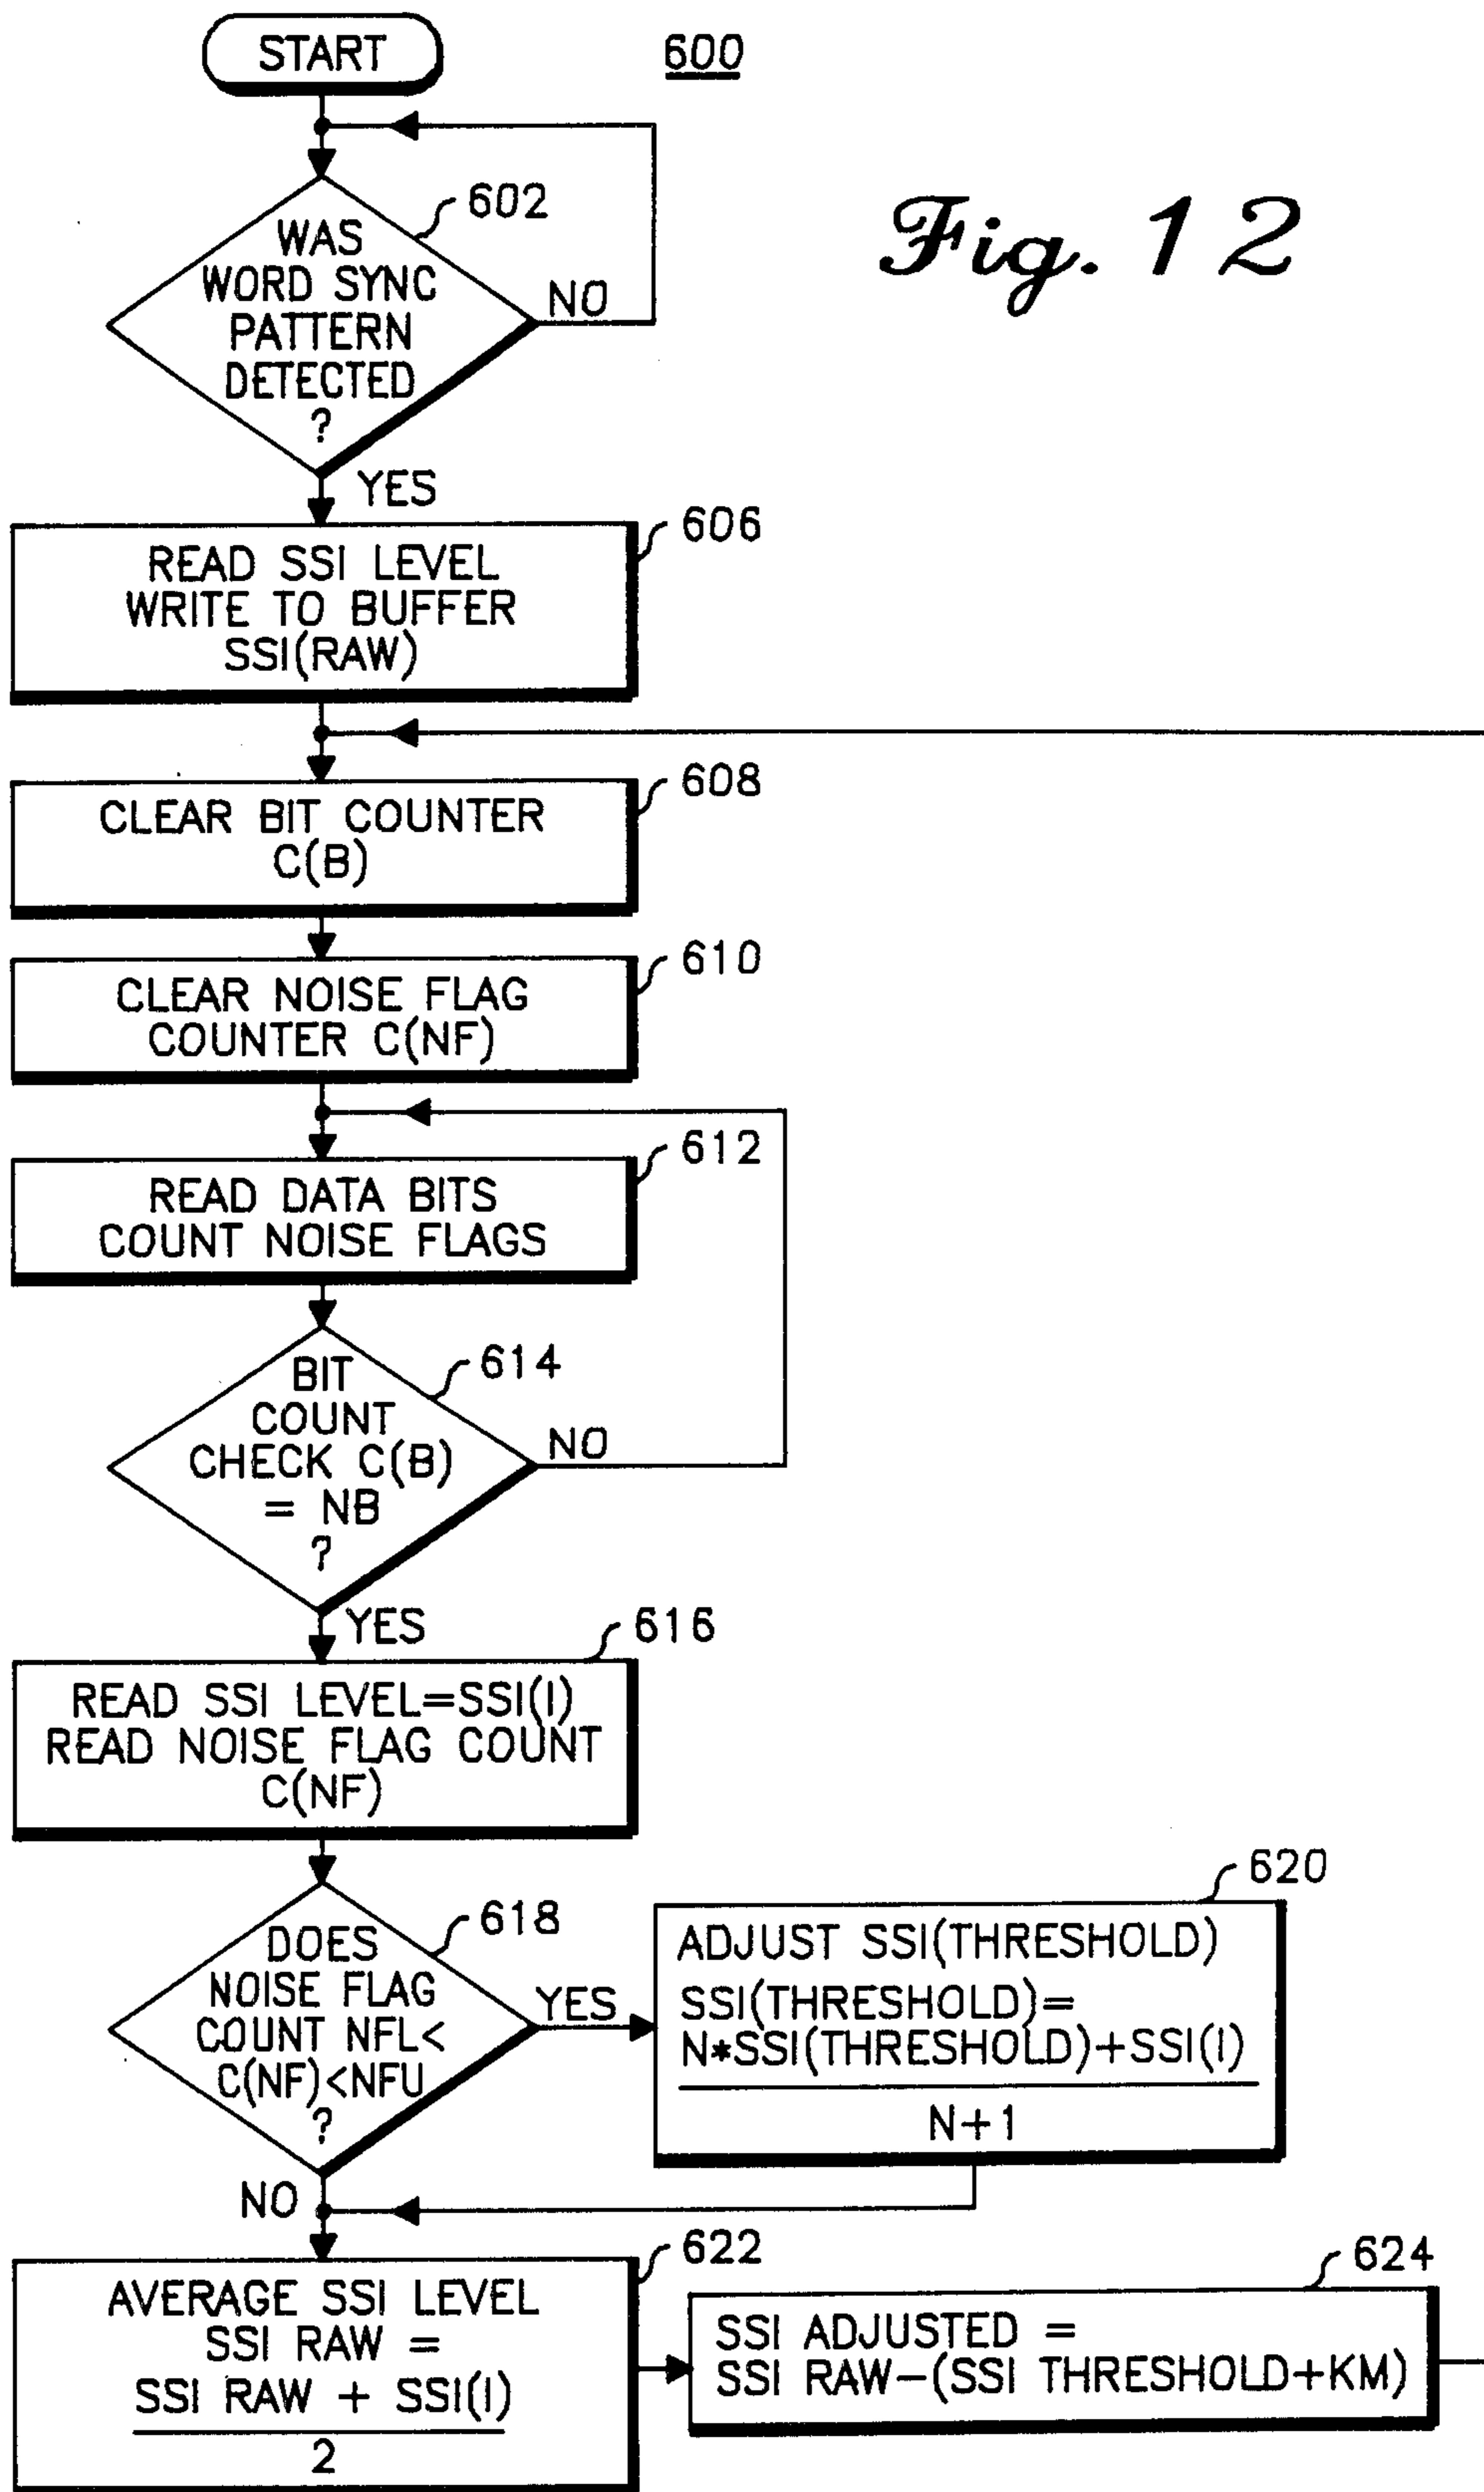 START
600
Fig. 12
602
WAS
WORD SYNC
PATTERN
DETECTED
?
NO
YES
606
READ SSI LEVEL
WRITE TO BUFFER
SSI(RAW)
608
CLEAR BIT COUNTER
C(B)
610
CLEAR NOISE FLAG
COUNTER C(NF)
612
READ DATA BITS
COUNT NOISE FLAGS
614
BIT
COUNT
CHECK C(B)
= NB
?
NO
YES
616
READ SSI LEVEL=SSI(I)
READ NOISE FLAG COUNT
C(NF)
618
DOES
NOISE FLAG
COUNT NFL<
C(NF)<NFU
?
YES
NO
620
ADJUST SSI(THRESHOLD)
SSI(THRESHOLD)=
N*SSI(THRESHOLD)+SSI(I)
N+1
622
AVERAGE SSI LEVEL
SSI RAW =
SSI RAW + SSI(I)
2
624
SSI ADJUSTED =
SSI RAW-(SSI THRESHOLD+KM)